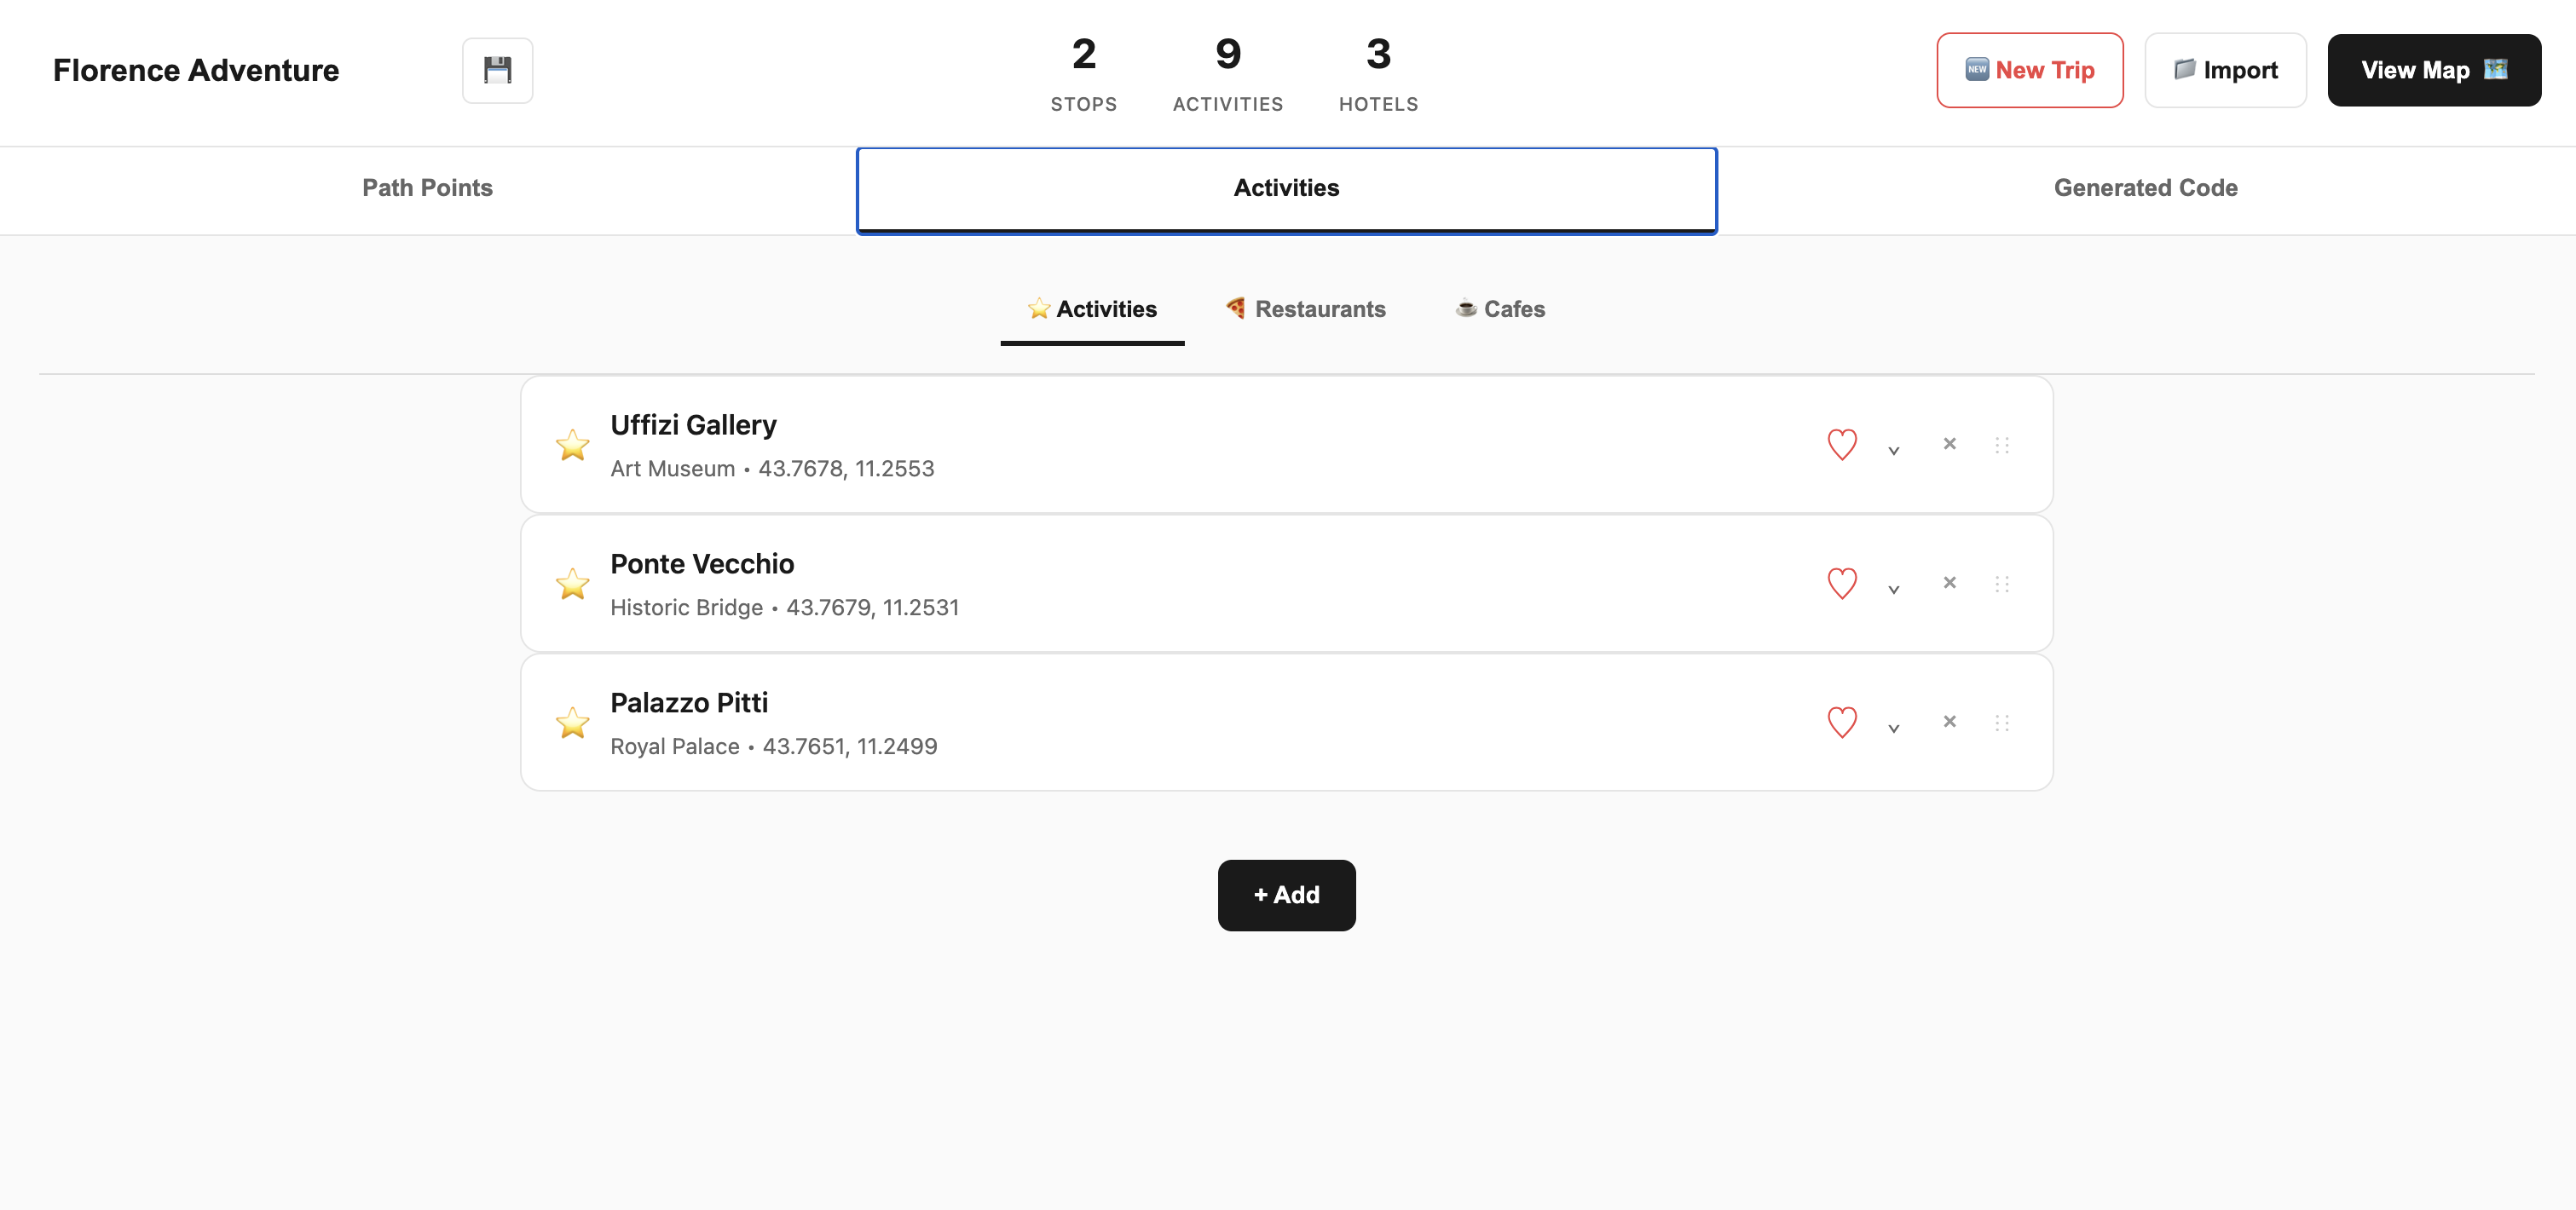 Florence Adventure
2 9 3
STOPS ACTIVITIES HOTELS
NEW New Trip
Import
View Map
Path Points
Activities
Generated Code
Activities
Restaurants
Cafes
Uffizi Gallery
Art Museum • 43.7678, 11.2553
Ponte Vecchio
Historic Bridge • 43.7679, 11.2531
Palazzo Pitti
Royal Palace • 43.7651, 11.2499
+ Add